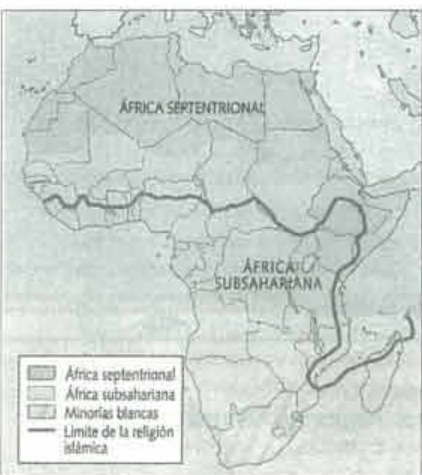 ÁFRICA SEPTENTRIONAL
ÁFRICA
SUBSAHARIANA
África septentrional
África subsahariana
Minorías blancas
Límite de la religión
islámica